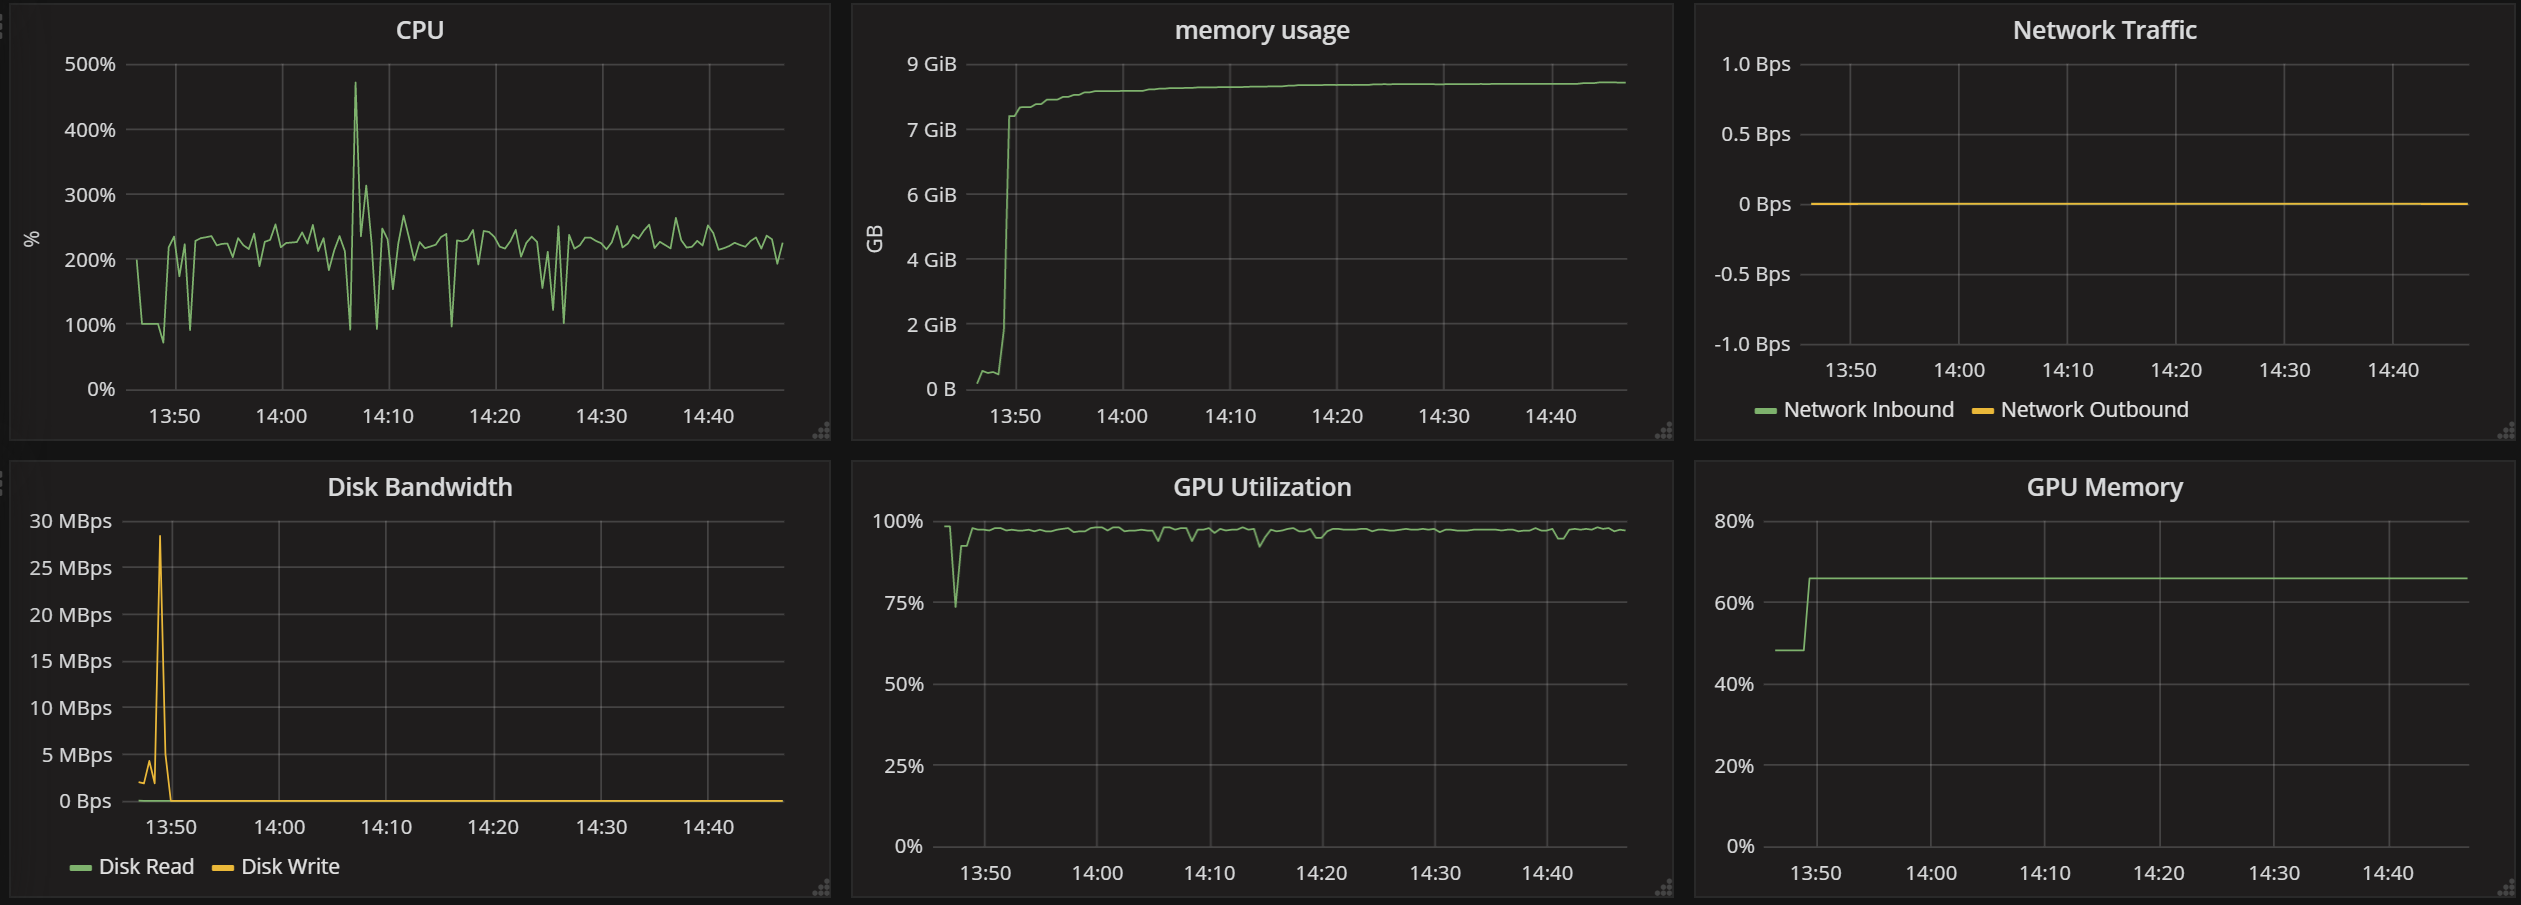 CPU
500%
400%
300%
200%
100%
0%
%
13:50 14:00 14:10 14:20 14:30 14:40
memory usage
9 GiB
7 GiB
6 GiB
4 GiB
2 GiB
0 B
GB
13:50 14:00 14:10 14:20 14:30 14:40
Network Traffic
1.0 Bps
0.5 Bps
0 Bps
-0.5 Bps
-1.0 Bps
13:50 14:00 14:10 14:20 14:30 14:40
Network Inbound Network Outbound
Disk Bandwidth
30 MBps
25 MBps
20 MBps
15 MBps
10 MBps
5 MBps
0 Bps
13:50 14:00 14:10 14:20 14:30 14:40
Disk Read Disk Write
GPU Utilization
100%
75%
50%
25%
0%
13:50 14:00 14:10 14:20 14:30 14:40
GPU Memory
80%
60%
40%
20%
0%
13:50 14:00 14:10 14:20 14:30 14:40